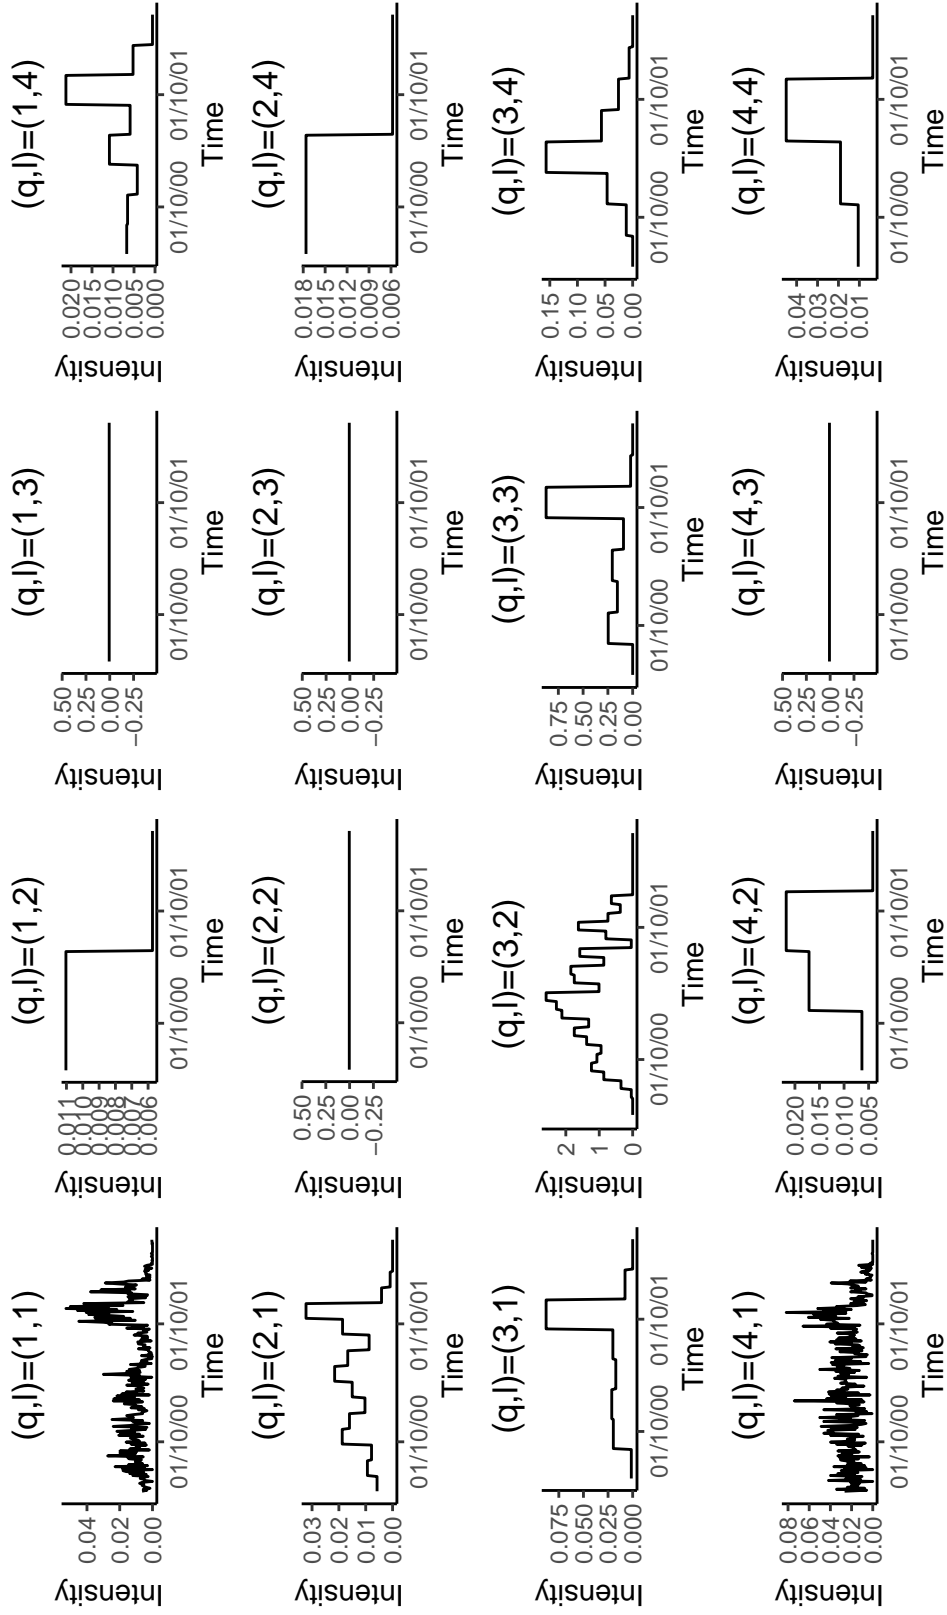 (q,l)=(1,1)
Intensity
0.04
0.02
0.00
01/10/00 01/10/01
Time
(q,l)=(1,2)
Intensity
0.011
0.010
0.009
0.008
0.007
0.006
01/10/00 01/10/01
Time
(q,l)=(1,3)
Intensity
0.50
0.25
0.00
−0.25
01/10/00 01/10/01
Time
(q,l)=(1,4)
Intensity
0.020
0.015
0.010
0.005
0.000
01/10/00 01/10/01
Time
(q,l)=(2,1)
Intensity
0.03
0.02
0.01
0.00
01/10/00 01/10/01
Time
(q,l)=(2,2)
Intensity
0.50
0.25
0.00
−0.25
01/10/00 01/10/01
Time
(q,l)=(2,3)
Intensity
0.50
0.25
0.00
−0.25
01/10/00 01/10/01
Time
(q,l)=(2,4)
Intensity
0.018
0.015
0.012
0.009
0.006
01/10/00 01/10/01
Time
(q,l)=(3,1)
Intensity
0.075
0.050
0.025
0.000
01/10/00 01/10/01
Time
(q,l)=(3,2)
Intensity
2
1
0
01/10/00 01/10/01
Time
(q,l)=(3,3)
Intensity
0.75
0.50
0.25
0.00
01/10/00 01/10/01
Time
(q,l)=(3,4)
Intensity
0.15
0.10
0.05
0.00
01/10/00 01/10/01
Time
(q,l)=(4,1)
Intensity
0.08
0.06
0.04
0.02
0.00
01/10/00 01/10/01
Time
(q,l)=(4,2)
Intensity
0.020
0.015
0.010
0.005
01/10/00 01/10/01
Time
(q,l)=(4,3)
Intensity
0.50
0.25
0.00
−0.25
01/10/00 01/10/01
Time
(q,l)=(4,4)
Intensity
0.04
0.03
0.02
0.01
01/10/00 01/10/01
Time